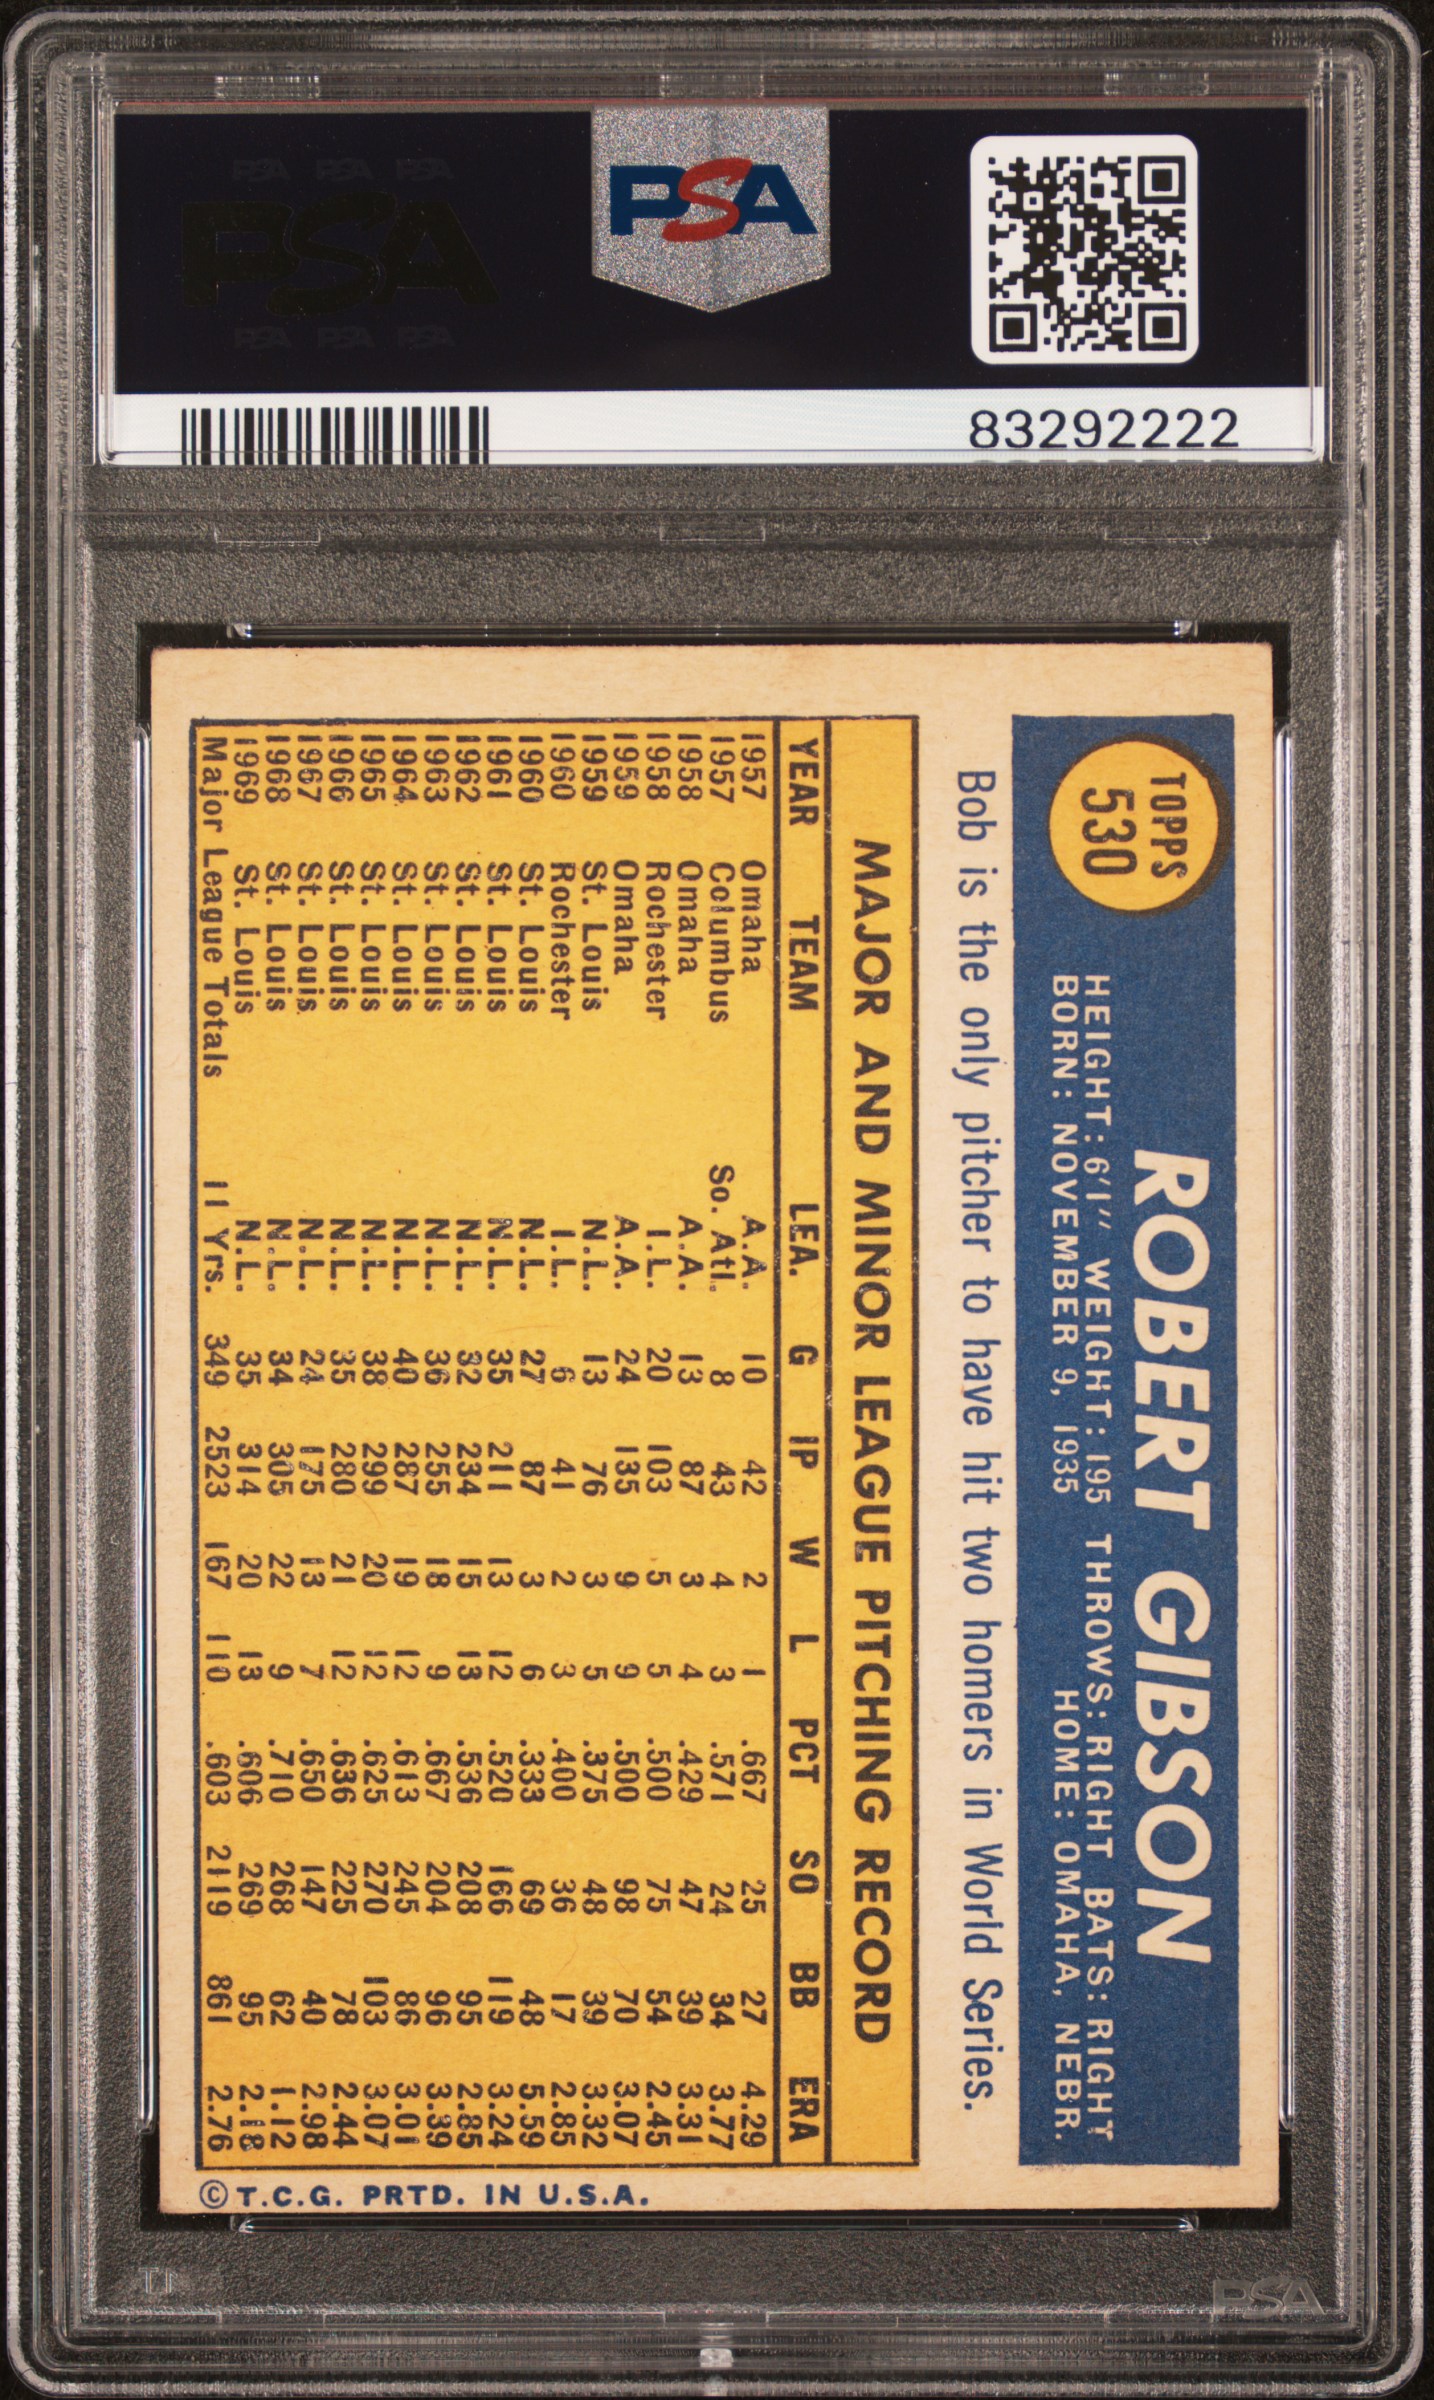 PSA PSA PSA
PSA
PSA PSA PSA
PSA
83292222
TOPPS
530
ROBERT GIBSON
HEIGHT: 6'1" WEIGHT: 195 THROWS: RIGHT BATS: RIGHT
BORN: NOVEMBER 9, 1935 HOME: OMAHA, NEBR.
Bob is the only pitcher to have hit two homers in World Series.
MAJOR AND MINOR LEAGUE PITCHING RECORD
YEAR TEAM LEA. G IP W L PCT SO BB ERA
1957 Omaha A.A. 10 42 2 1 .667 25 27 4.29
1957 Columbus So. Atl. 8 43 4 3 .571 24 34 3.77
1958 Omaha A.A. 13 87 3 4 .429 47 39 3.31
1958 Rochester I.L. 20 103 5 5 .500 75 54 2.45
1959 Omaha A.A. 24 135 9 9 .500 98 70 3.07
1959 St. Louis N.L. 13 76 3 5 .375 48 39 3.32
1960 Rochester I.L. 6 41 2 3 .400 36 17 2.85
1960 St. Louis N.L. 27 87 3 6 .333 69 48 5.59
1961 St. Louis N.L. 35 211 13 12 .520 166 119 3.24
1962 St. Louis N.L. 32 234 15 13 .536 208 95 2.85
1963 St. Louis N.L. 36 255 18 9 .667 204 96 3.39
1964 St. Louis N.L. 40 287 19 12 .613 245 86 3.01
1965 St. Louis N.L. 38 299 20 12 .625 270 103 3.07
1966 St. Louis N.L. 35 280 21 12 .636 225 78 2.44
1967 St. Louis N.L. 24 175 13 7 .650 147 40 2.98
1968 St. Louis N.L. 34 305 22 9 .710 268 62 1.12
1969 St. Louis N.L. 35 314 20 13 .606 269 95 2.18
Major League Totals 11 Yrs. 349 2523 167 110 .603 2119 861 2.76
© T.C.G. PRTD. IN U.S.A.
PSA